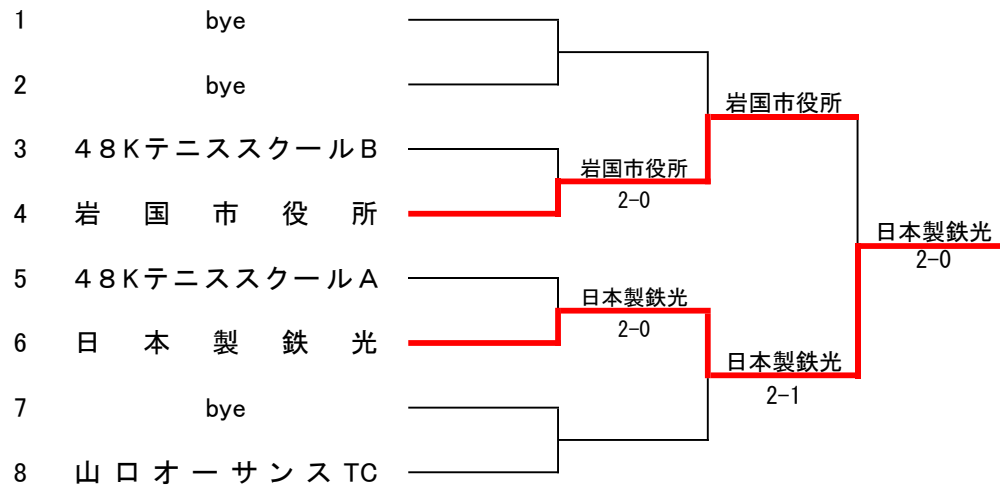 1 bye
2 bye
岩国市役所
3 48KテニススクールB
岩国市役所
2-0
4 岩国市役所
日本製鉄光
2-0
5 48KテニススクールA
日本製鉄光
2-0
6 日本製鉄光
日本製鉄光
2-1
7 bye
8 山口オーサンスTC